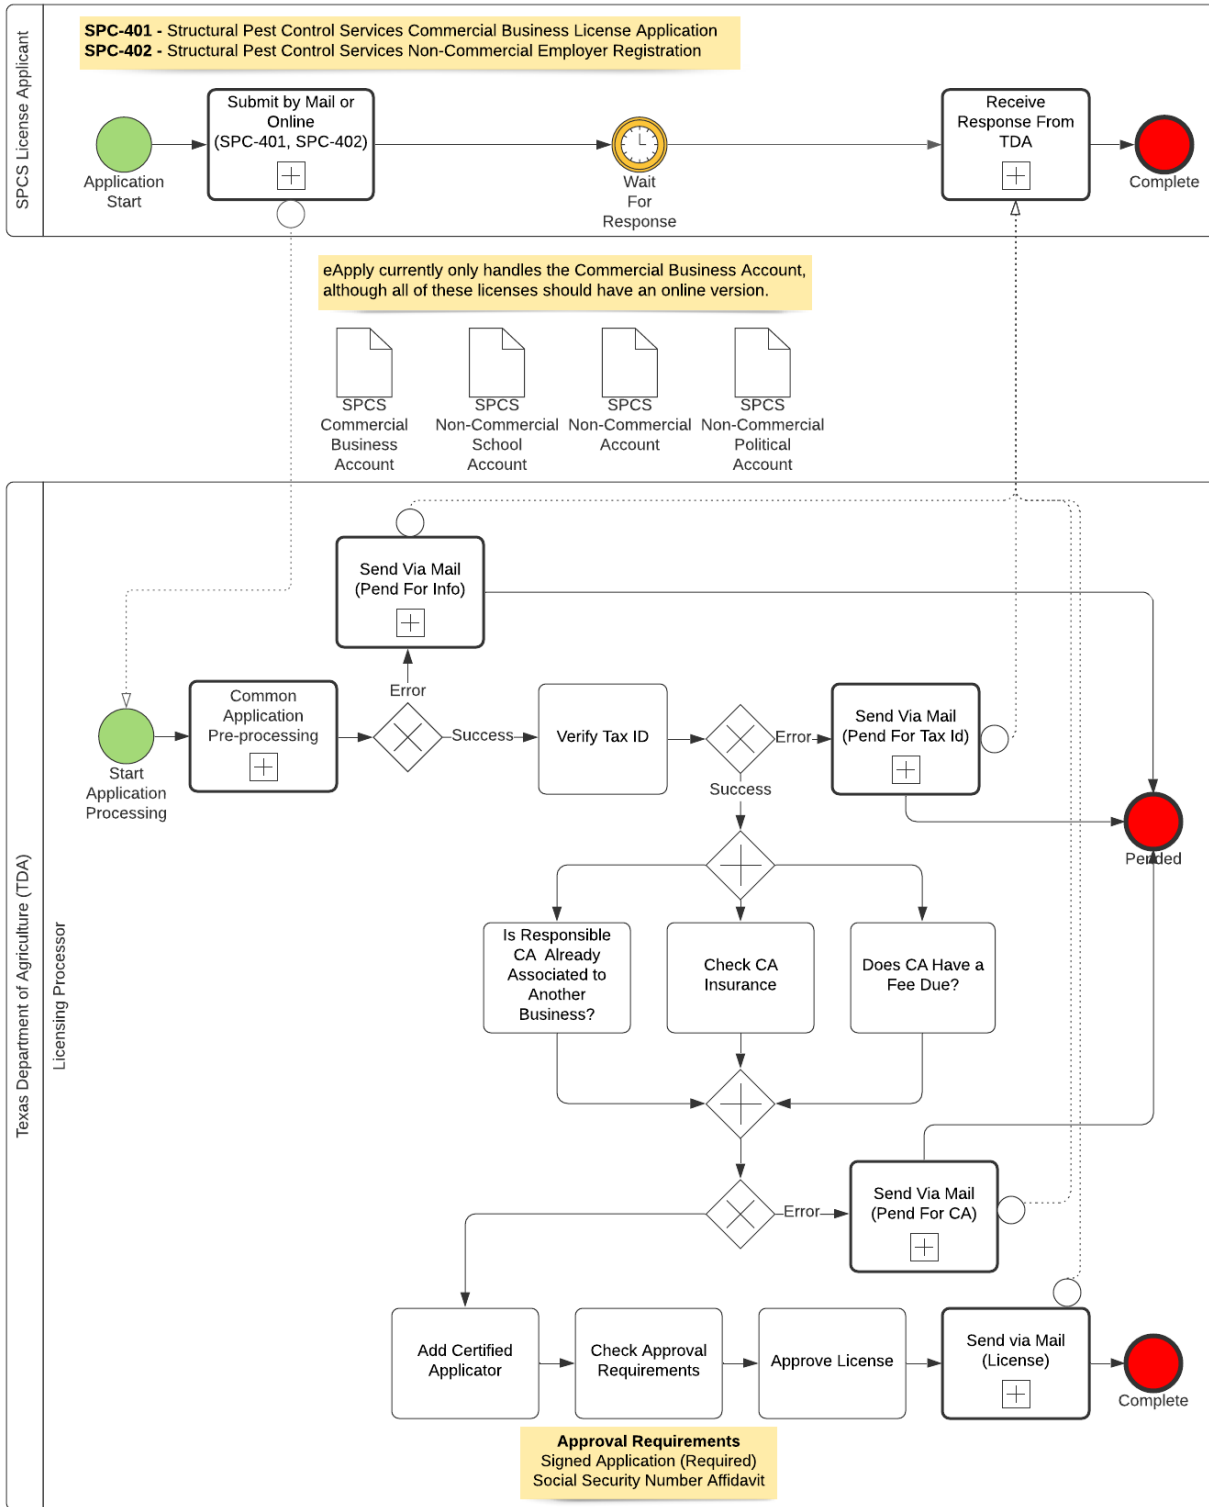 SPCS License Applicant
SPC-401 - Structural Pest Control Services Commercial Business License Application
SPC-402 - Structural Pest Control Services Non-Commercial Employer Registration
Application
Start
Submit by Mail or
Online
(SPC-401, SPC-402)
Wait
For
Response
Receive
Response From
TDA
Complete
eApply currently only handles the Commercial Business Account,
although all of these licenses should have an online version.
SPCS
Commercial
Business
Account
SPCS
Non-Commercial
School
Account
SPCS
Non-Commercial
Account
SPCS
Non-Commercial
Political
Account
Texas Department of Agriculture (TDA)
Licensing Processor
Send Via Mail
(Pend For Info)
Error
Start
Application
Processing
Common
Application
Pre-processing
Success
Verify Tax ID
Error
Send Via Mail
(Pend For Tax Id)
Success
Pended
Is Responsible
CA Already
Associated to
Another
Business?
Check CA
Insurance
Does CA Have a
Fee Due?
Error
Send Via Mail
(Pend For CA)
Add Certified
Applicator
Check Approval
Requirements
Approve License
Send via Mail
(License)
Complete
Approval Requirements
Signed Application (Required)
Social Security Number Affidavit